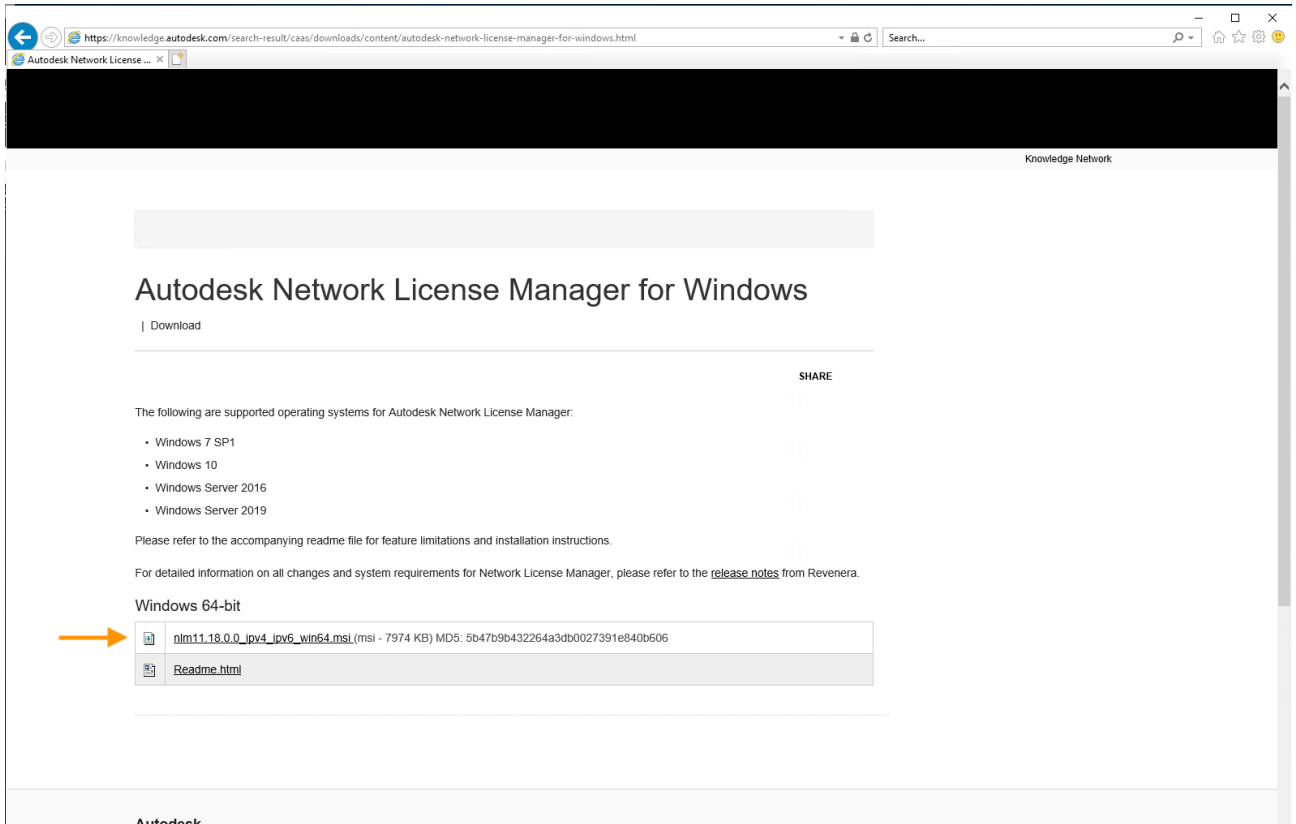 https://knowledge.autodesk.com/search-result/caas/downloads/content/autodesk-network-license-manager-for-windows.html
Search...
Autodesk Network License ...
Knowledge Network
Autodesk Network License Manager for Windows
| Download
SHARE
The following are supported operating systems for Autodesk Network License Manager:
• Windows 7 SP1
• Windows 10
• Windows Server 2016
• Windows Server 2019
Please refer to the accompanying readme file for feature limitations and installation instructions.
For detailed information on all changes and system requirements for Network License Manager, please refer to the release notes from Revenera.
Windows 64-bit
nlm11.18.0.0_ipv4_ipv6_win64.msi (msi - 7974 KB) MD5: 5b47b9b432264a3db0027391e840b606
Readme.html
Autodesk